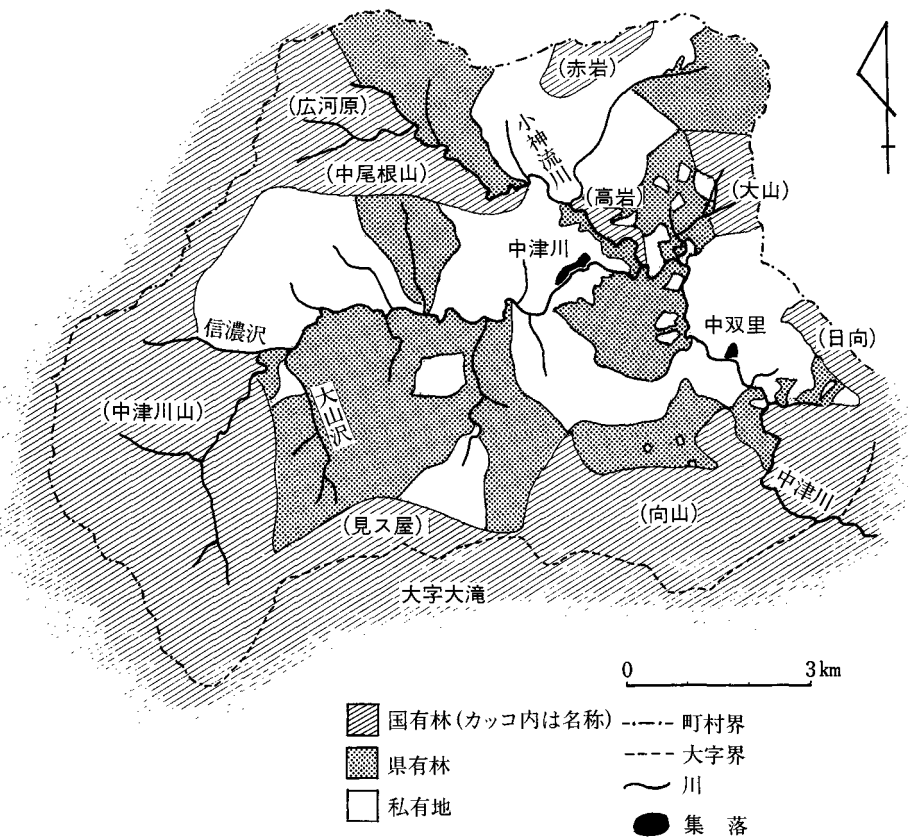 (赤岩)
(広河原)
小神流川
(中尾根山)
(高岩)
(大山)
中津川
中双里
信濃沢
(日向)
(中津川山)
大山沢
中津川
(見ス屋)
(向山)
大字大滝
0 3km
国有林(カッコ内は名称)
県有林
私有地
町村界
大字界
川
集落